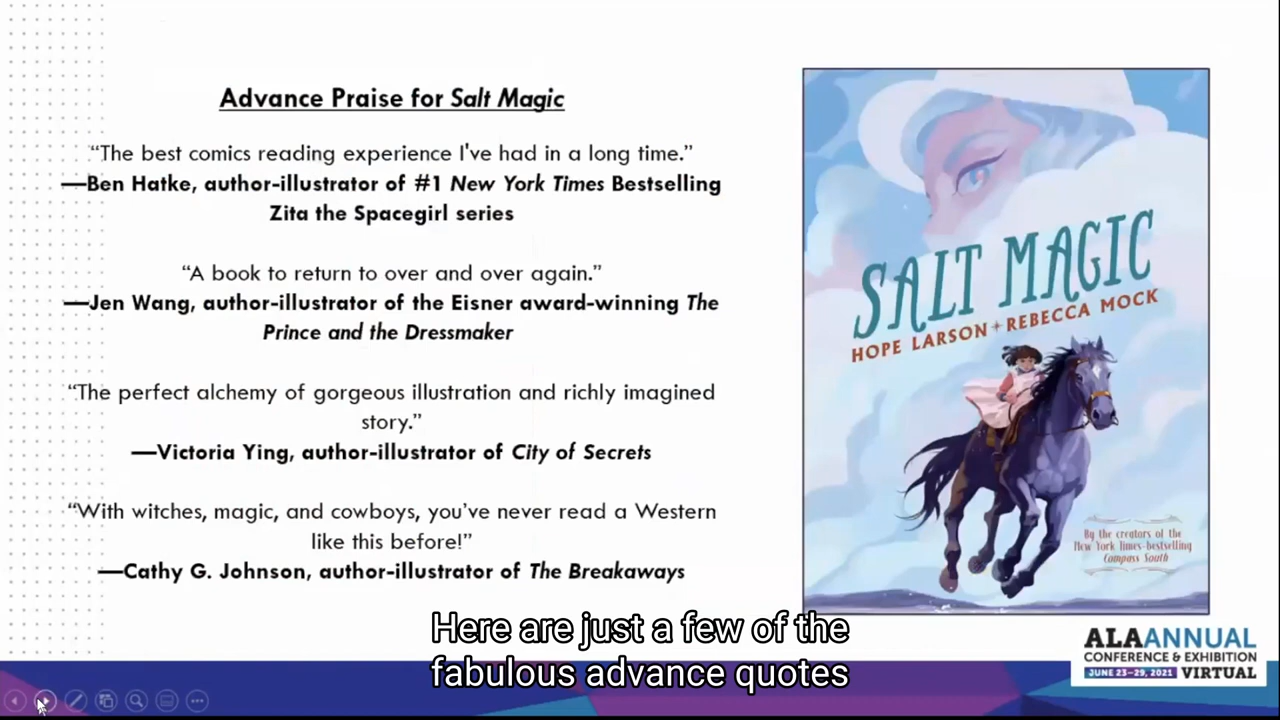 Advance Praise for Salt Magic
“The best comics reading experience I've had in a long time.”
—Ben Hatke, author-illustrator of #1 New York Times Bestselling
Zita the Spacegirl series
“A book to return to over and over again.”
—Jen Wang, author-illustrator of the Eisner award-winning The
Prince and the Dressmaker
“The perfect alchemy of gorgeous illustration and richly imagined
story.”
—Victoria Ying, author-illustrator of City of Secrets
“With witches, magic, and cowboys, you’ve never read a Western
like this before!”
—Cathy G. Johnson, author-illustrator of The Breakaways
SALT MAGIC
HOPE LARSON + REBECCA MOCK
By the creators of the
New York Times-bestselling
Compass South
Here are just a few of the
fabulous advance quotes
ALAANNUAL
CONFERENCE & EXHIBITION
JUNE 23–29, 2021 VIRTUAL